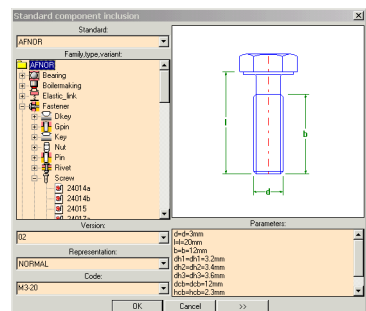 Standard component inclusion
Standard:
AFNOR
Family,type,variant:
AFNOR
Bearing
Boilermaking
Elastic_link
Fastener
Dkey
Gpin
Key
Nut
Pin
Rivet
Screw
24014a
24014b
24015
Version:
02
Representation:
NORMAL
Code:
M3-20
l
b
d
Parameters:
d=d=3mm
l=l=20mm
b=b=12mm
dh1=dh1=3.2mm
dh2=dh2=3.4mm
dh3=dh3=3.6mm
dcb=dcb=12mm
hcb=hcb=2.3mm
OK
Cancel
>>